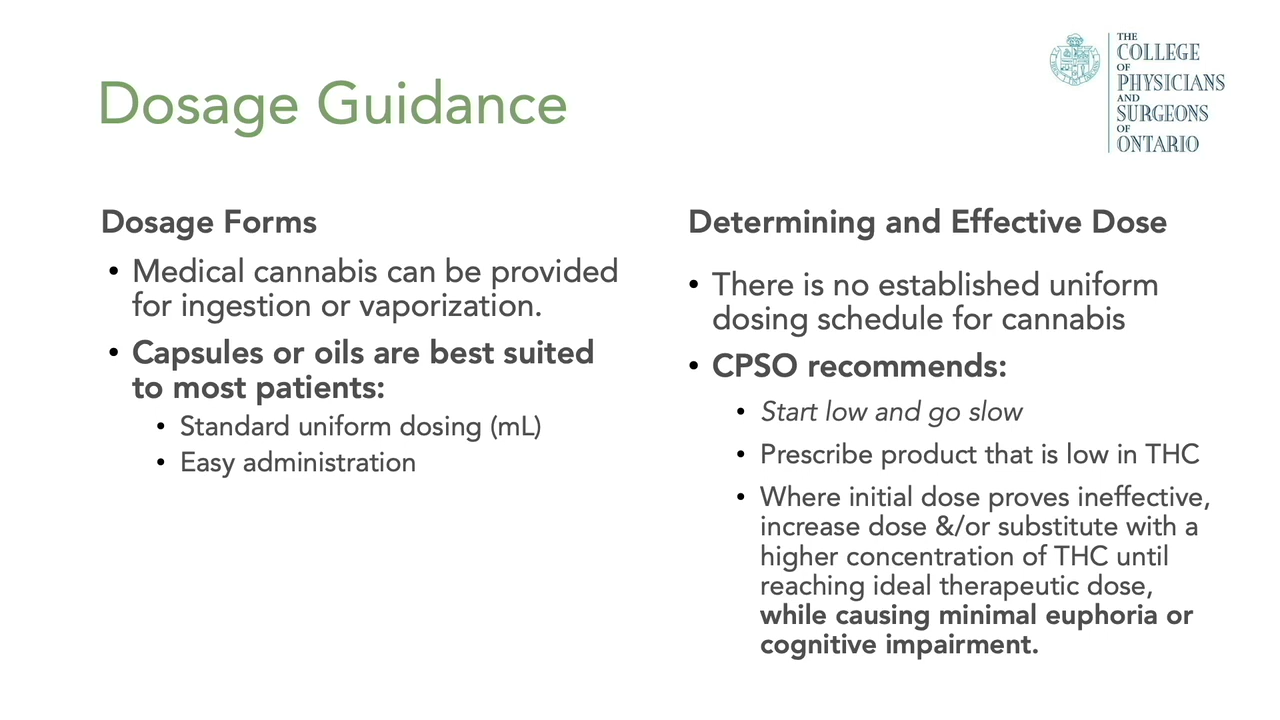 THE
COLLEGE
OF
PHYSICIANS
AND
SURGEONS
OF
ONTARIO
Dosage Guidance
Dosage Forms
• Medical cannabis can be provided
for ingestion or vaporization.
• Capsules or oils are best suited
to most patients:
• Standard uniform dosing (mL)
• Easy administration
Determining and Effective Dose
• There is no established uniform
dosing schedule for cannabis
• CPSO recommends:
• Start low and go slow
• Prescribe product that is low in THC
• Where initial dose proves ineffective,
increase dose &/or substitute with a
higher concentration of THC until
reaching ideal therapeutic dose,
while causing minimal euphoria or
cognitive impairment.